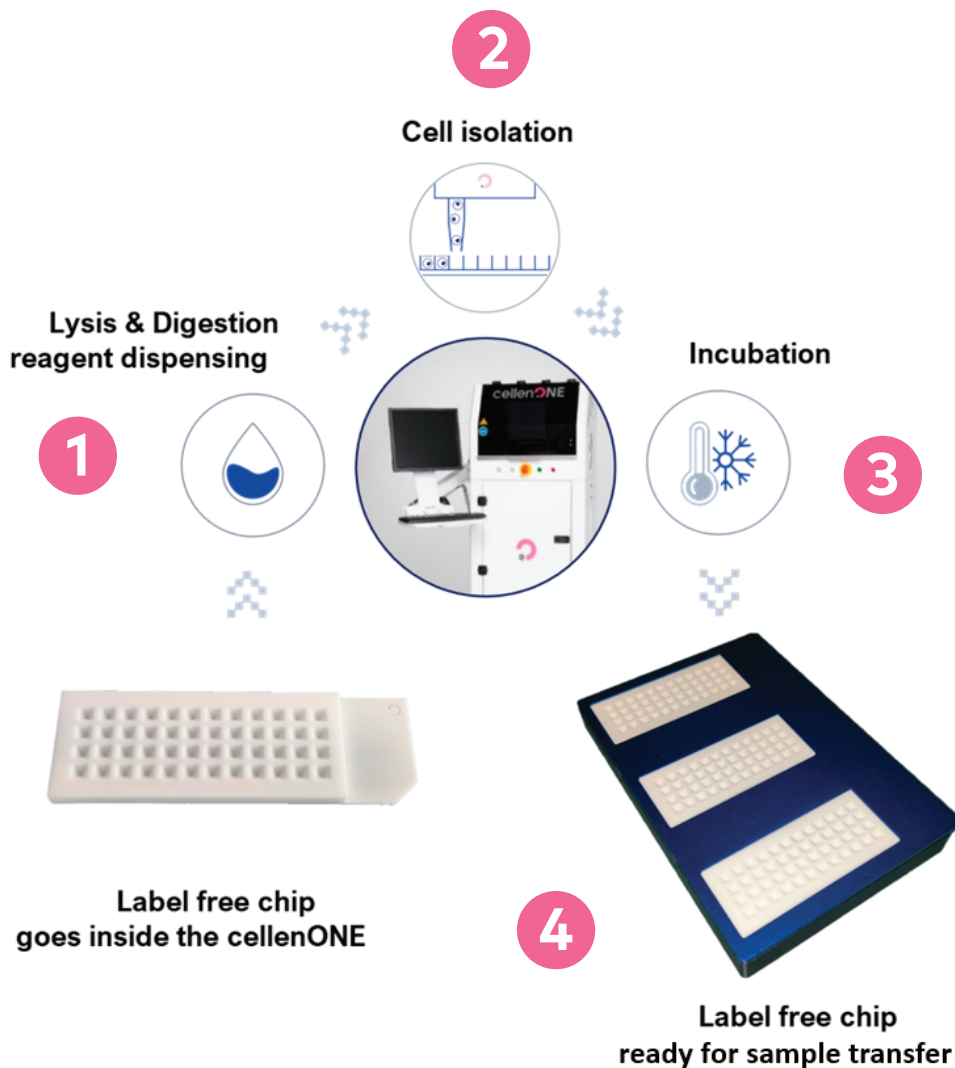 2
Cell isolation
Lysis & Digestion
reagent dispensing
1
cellenONE
Incubation
3
Label free chip
goes inside the cellenONE
4
Label free chip
ready for sample transfer